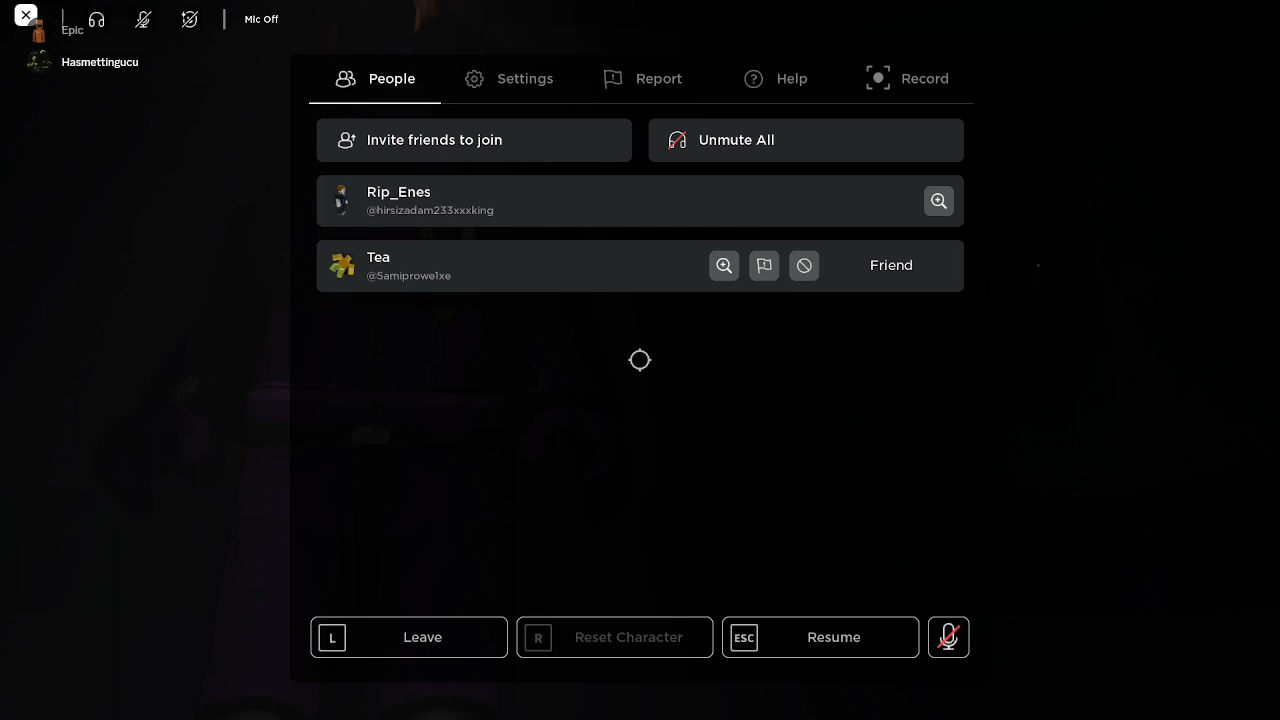 Mic Off
Epic
Hasmettingucu
People
Settings
Report
Help
Record
Invite friends to join
Unmute All
Rip_Enes
@hirsizadam233xxxking
Tea
@Samiprowe1xe
Friend
L
Leave
R
Reset Character
ESC
Resume